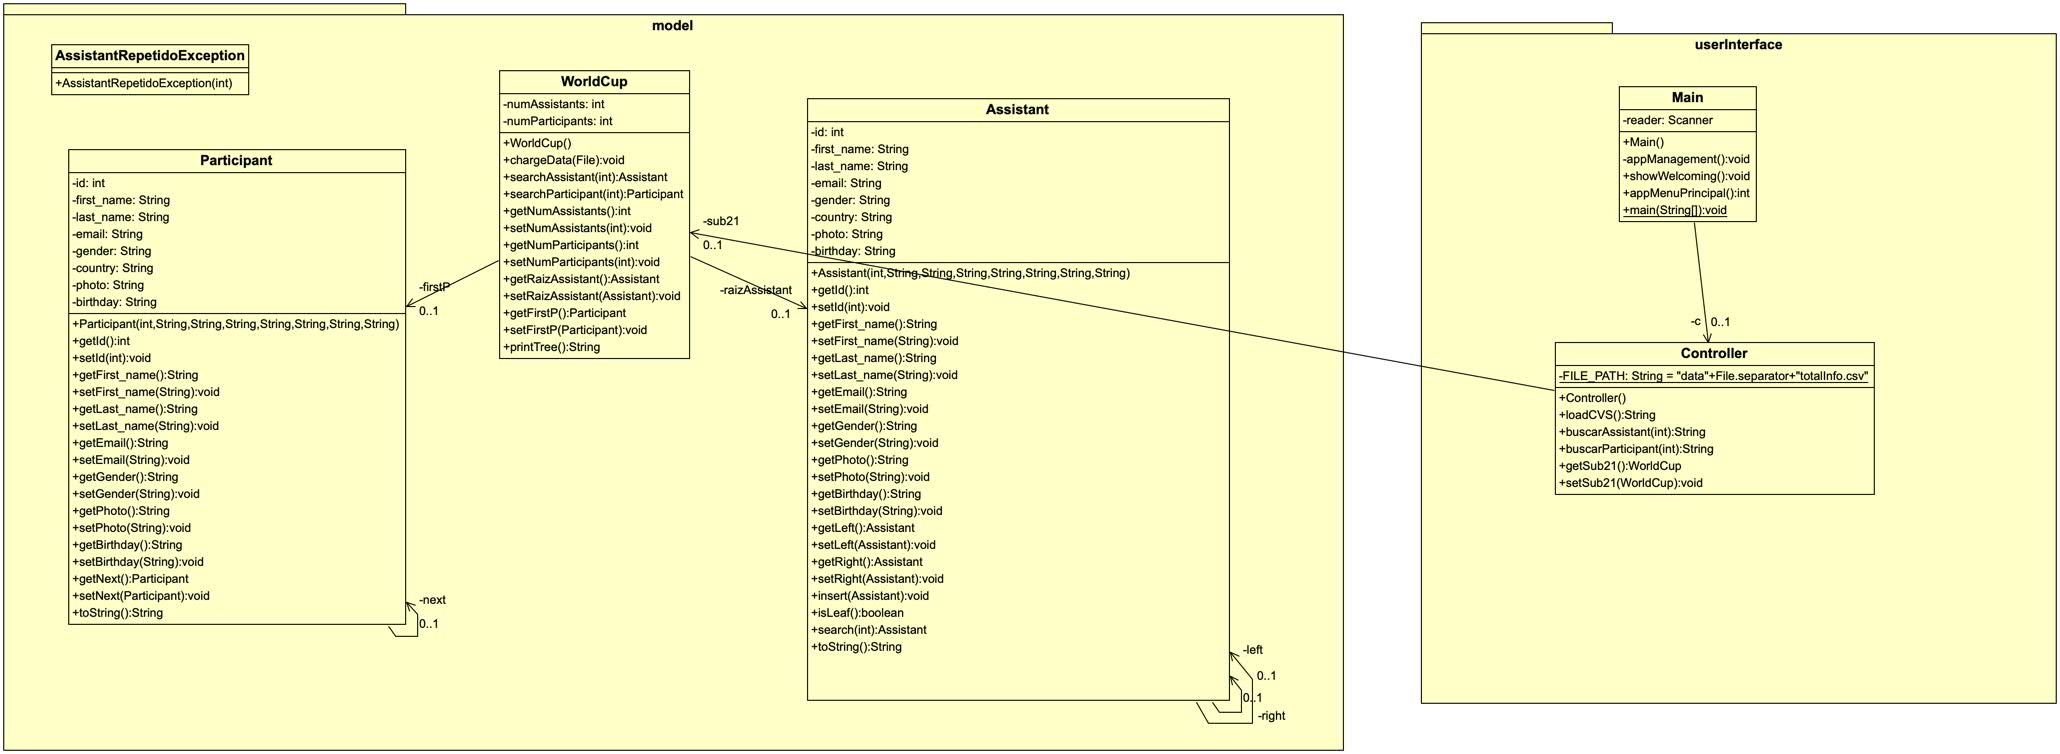 model
AssistantRepetidoException
+AssistantRepetidoException(int)
Participant
-id: int
-first_name: String
-last_name: String
-email: String
-gender: String
-country: String
-photo: String
-birthday: String
+Participant(int,String,String,String,String,String,String,String)
+getId():int
+setId(int):void
+getFirst_name():String
+setFirst_name(String):void
+getLast_name():String
+setLast_name(String):void
+getEmail():String
+setEmail(String):void
+getGender():String
+setGender(String):void
+getPhoto():String
+setPhoto(String):void
+getBirthday():String
+setBirthday(String):void
+getNext():Participant
+setNext(Participant):void
+toString():String
-next
0..1
-firstP
0..1
WorldCup
-numAssistants: int
-numParticipants: int
+WorldCup()
+chargeData(File):void
+searchAssistant(int):Assistant
+searchParticipant(int):Participant
+getNumAssistants():int
+setNumAssistants(int):void
+getNumParticipants():int
+setNumParticipants(int):void
+getRaizAssistant():Assistant
+setRaizAssistant(Assistant):void
+getFirstP():Participant
+setFirstP(Participant):void
+printTree():String
-sub21
0..1
-raizAssistant
0..1
Assistant
-id: int
-first_name: String
-last_name: String
-email: String
-gender: String
-country: String
-photo: String
-birthday: String
+Assistant(int,String,String,String,String,String,String,String)
+getId():int
+setId(int):void
+getFirst_name():String
+setFirst_name(String):void
+getLast_name():String
+setLast_name(String):void
+getEmail():String
+setEmail(String):void
+getGender():String
+setGender(String):void
+getPhoto():String
+setPhoto(String):void
+getBirthday():String
+setBirthday(String):void
+getLeft():Assistant
+setLeft(Assistant):void
+getRight():Assistant
+setRight(Assistant):void
+insert(Assistant):void
+isLeaf():boolean
+search(int):Assistant
+toString():String
-left
0..1
0..1
-right
userInterface
Main
-reader: Scanner
+Main()
-appManagement():void
+showWelcoming():void
+appMenuPrincipal():int
+main(String[]):void
-c
0..1
Controller
-FILE_PATH: String = "data"+File.separator+"totalInfo.csv"
+Controller()
+loadCVS():String
+buscarAssistant(int):String
+buscarParticipant(int):String
+getSub21():WorldCup
+setSub21(WorldCup):void